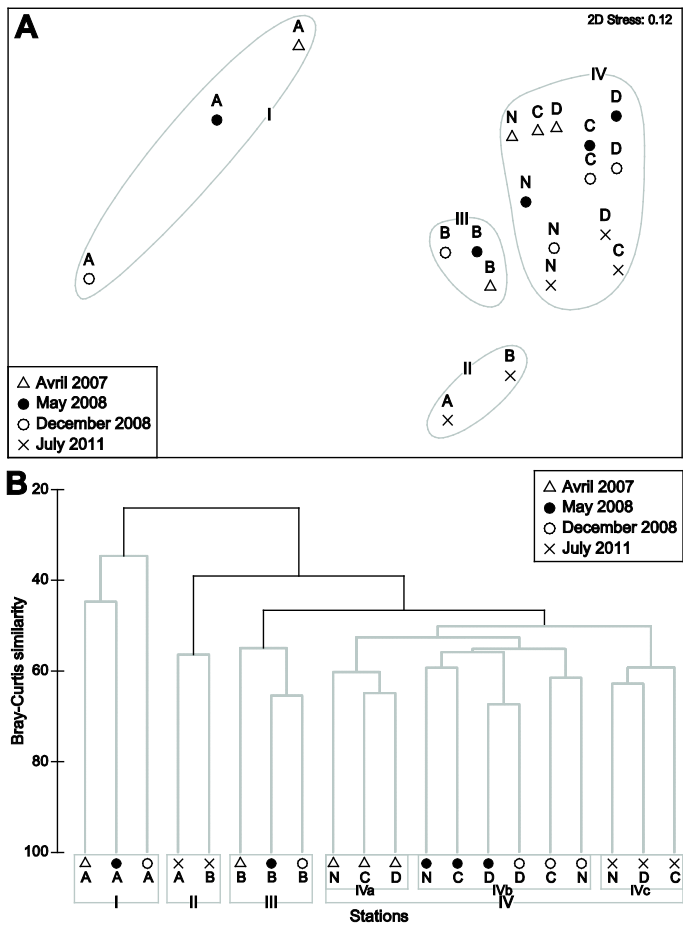 A
2D Stress: 0.12
A
IV
D
A
N
C
D
I
C
C
D
N
III
D
B
B
N
C
A
B
N
II
B
A
Avril 2007
May 2008
December 2008
July 2011
B
20
Avril 2007
May 2008
December 2008
July 2011
40
Bray-Curtis similarity
60
80
100
A A A A B B B B N C D N C D D C N N D C
IVa IVb IVc
I II III IV
Stations